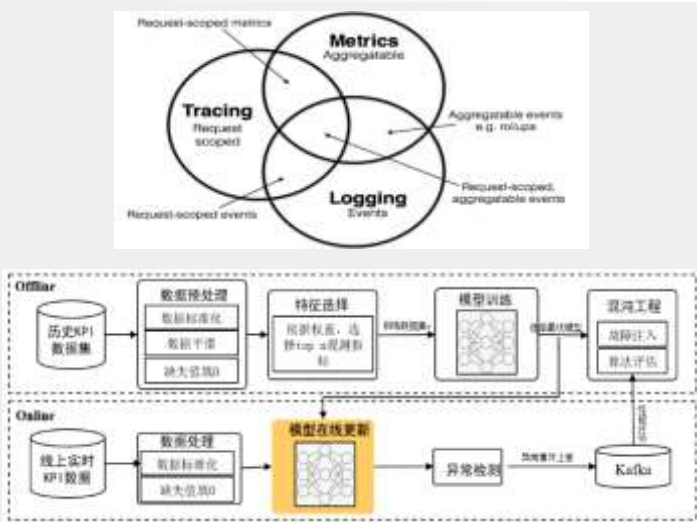 Request-scoped metrics
Metrics
Aggregatable
Tracing
Request
scoped
Aggregatable events
e.g. rollups
Logging
Events
Request-scoped,
aggregatable events
Request-scoped events
Offline
历史KPI
数据集
数据预处理
数据标准化
数据平滑
缺失值填0
特征选择
根据权重，选
择top n观测指
标
模型训练
混沌工程
故障注入
算法评估
Online
线上实时
KPI数据
数据处理
数据标准化
缺失值填0
模型在线更新
异常检测
Kafka